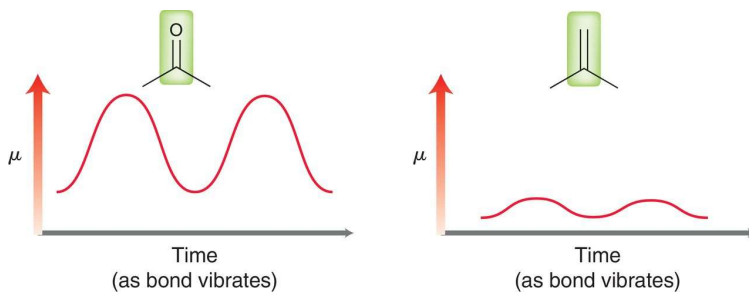 O
μ
Time
(as bond vibrates)
μ
Time
(as bond vibrates)